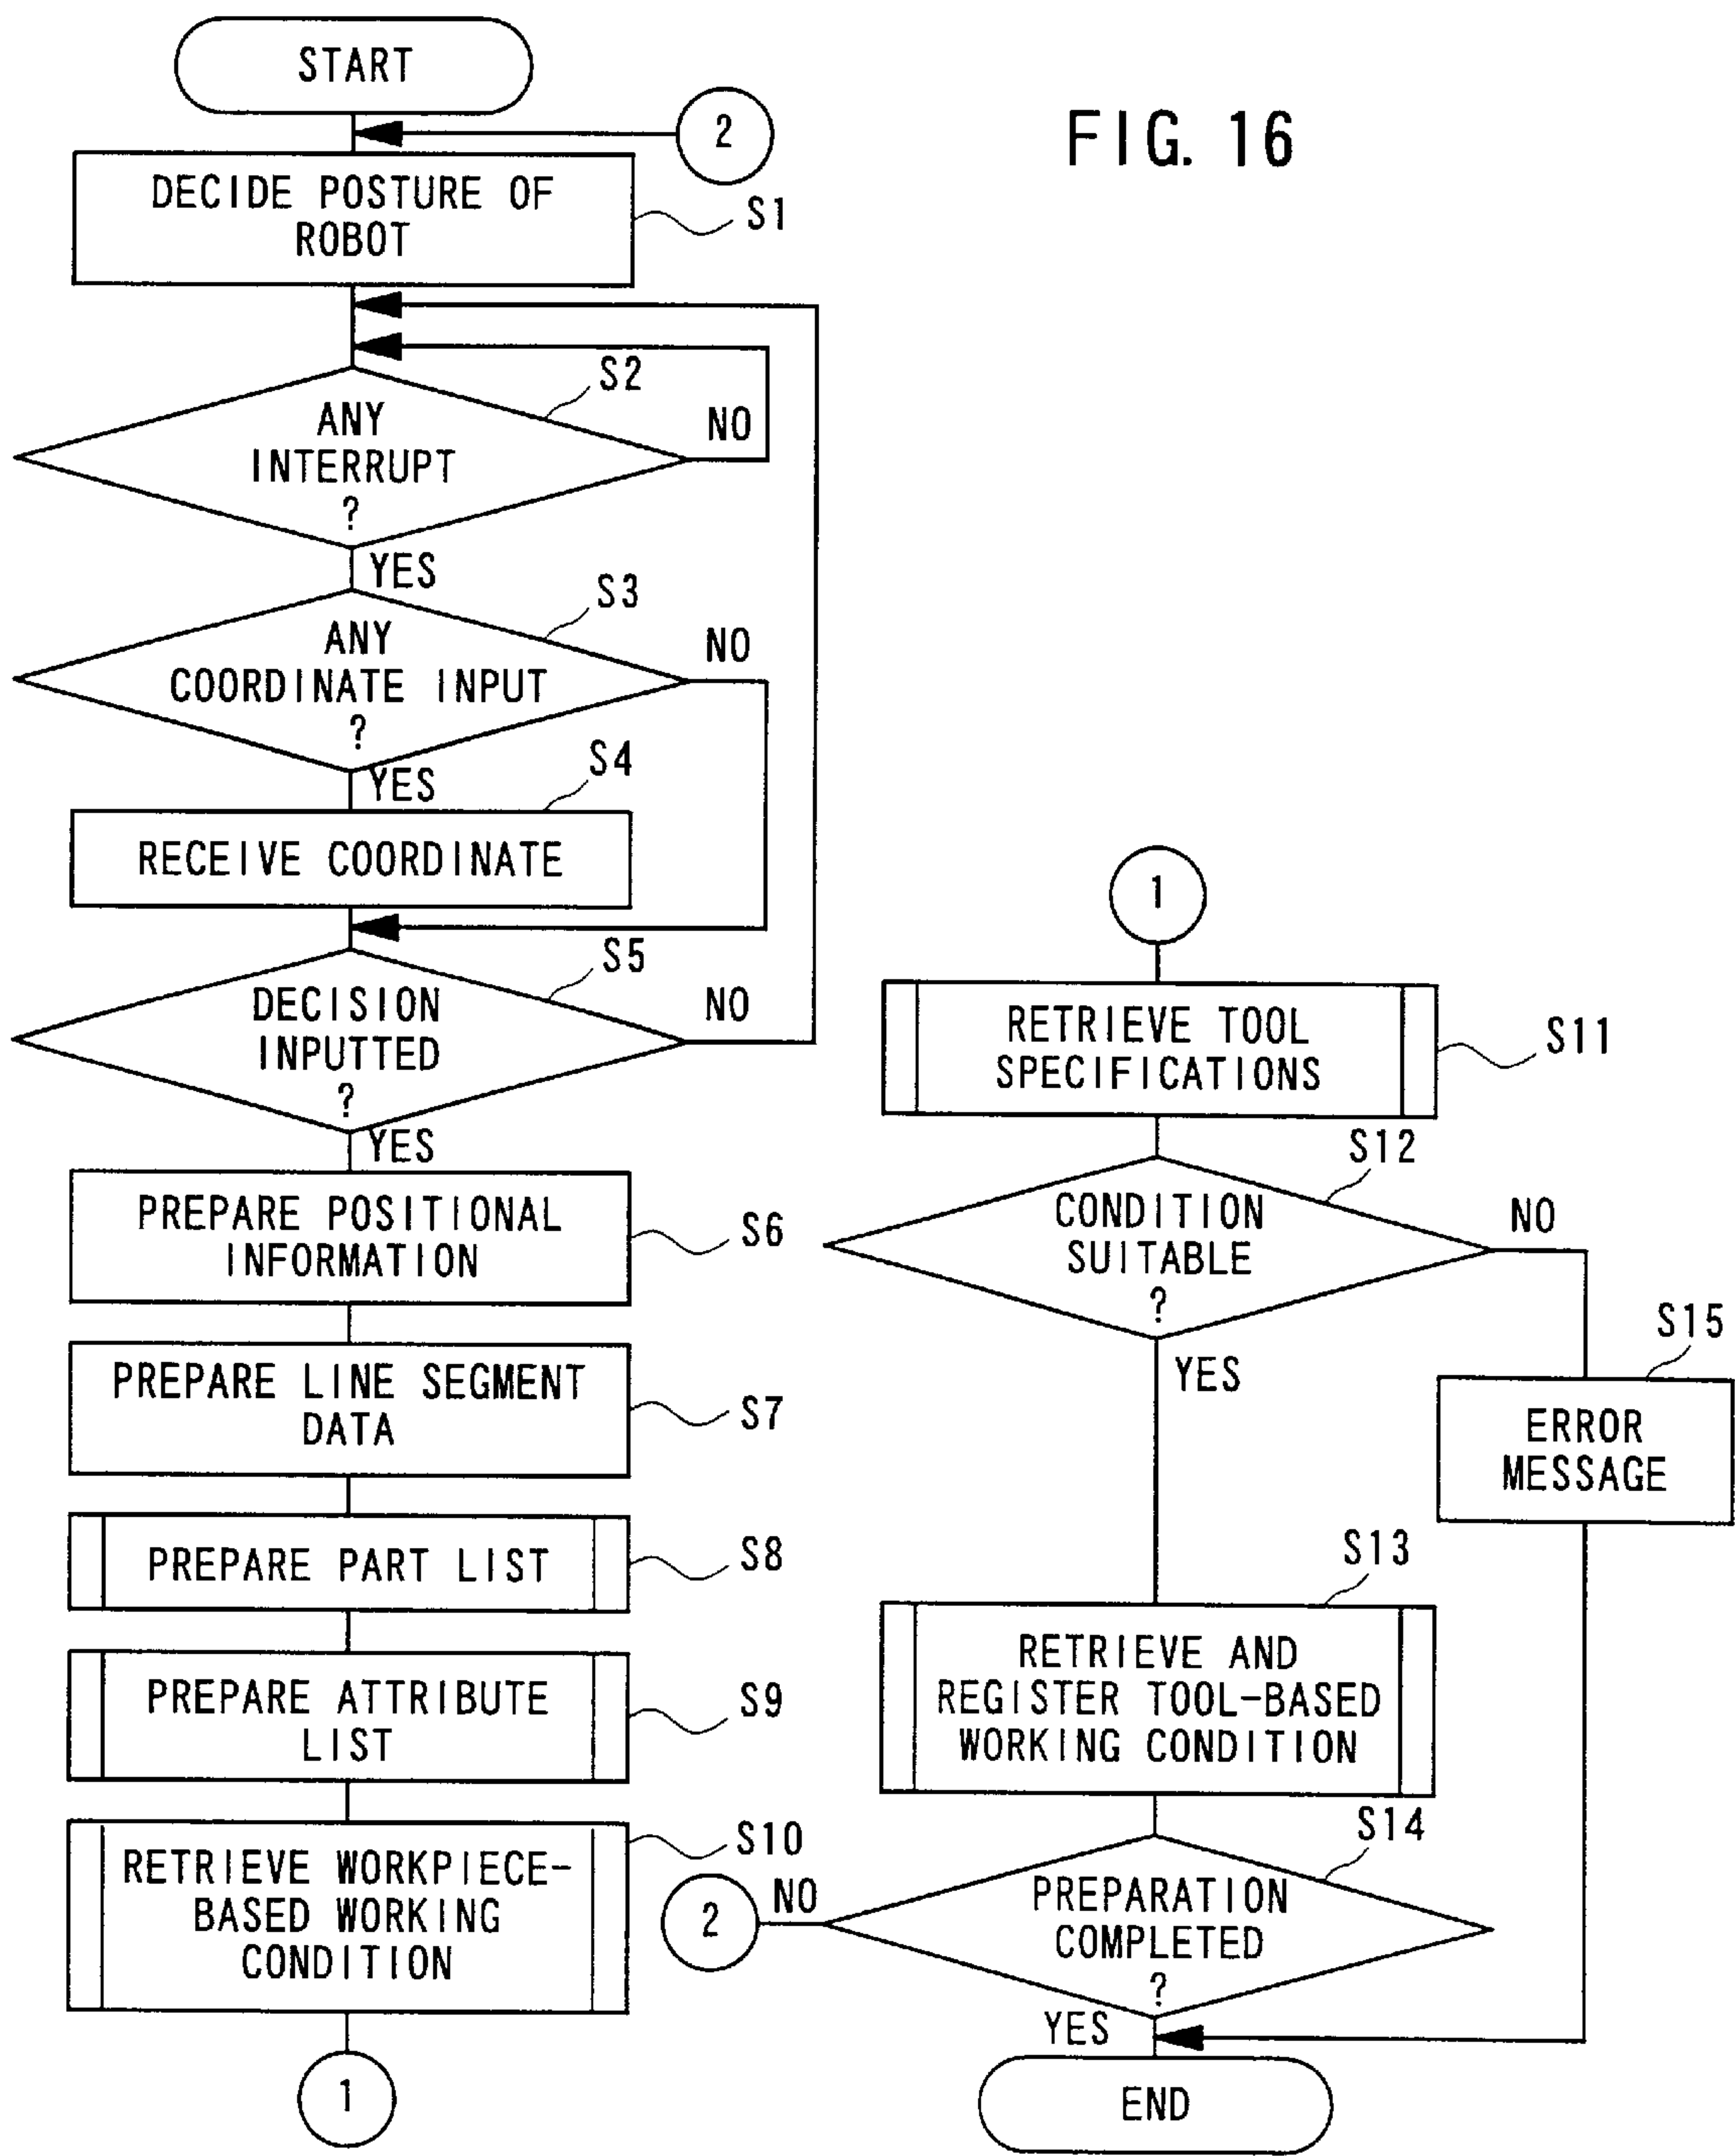 START
2
FIG. 16
DECIDE POSTURE OF
ROBOT
S1
S2
ANY
INTERRUPT
?
NO
YES
S3
ANY
COORDINATE INPUT
?
NO
YES
S4
RECEIVE COORDINATE
S5
DECISION
INPUTTED
?
NO
YES
PREPARE POSITIONAL
INFORMATION
S6
PREPARE LINE SEGMENT
DATA
S7
PREPARE PART LIST
S8
PREPARE ATTRIBUTE
LIST
S9
RETRIEVE WORKPIECE-
BASED WORKING
CONDITION
S10
1
1
RETRIEVE TOOL
SPECIFICATIONS
S11
S12
CONDITION
SUITABLE
?
NO
YES
S15
ERROR
MESSAGE
S13
RETRIEVE AND
REGISTER TOOL-BASED
WORKING CONDITION
S14
PREPARATION
COMPLETED
?
NO
2
YES
END